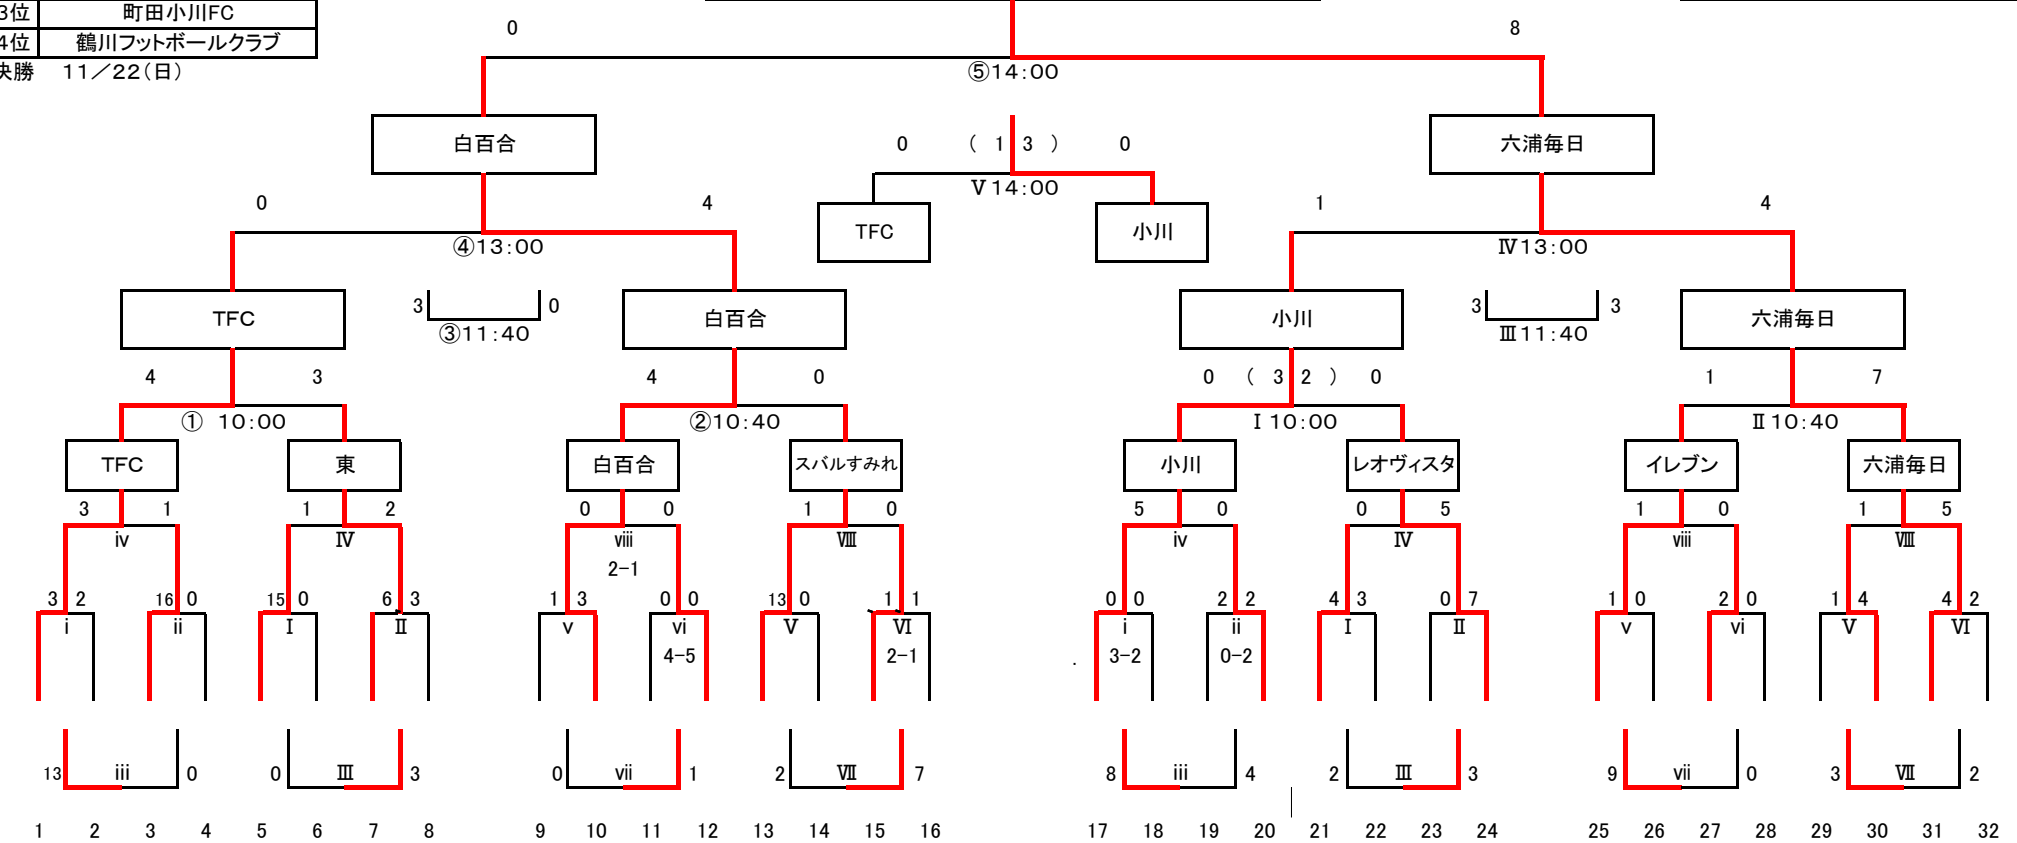 3位 町田小川FC
4位 鶴川フットボールクラブ
決勝 11/22(日)
0 8
⑤14:00
白百合 0 ( 1 3 ) 0 六浦毎日
Ⅴ14:00
0 4 TFC 小川 1 4
④13:00 Ⅳ13:00
TFC 3 0 白百合 小川 3 3 六浦毎日
③11:40 Ⅲ11:40
4 3 4 0 0 ( 3 2 ) 0 1 7
① 10:00 ②10:40 Ⅰ10:00 Ⅱ10:40
TFC 東 白百合 スバルすみれ 小川 レオヴィスタ イレブン 六浦毎日
3 1 1 2 0 0 1 0 5 0 0 5 1 0 1 5
ⅳ Ⅳ ⅷ Ⅷ ⅳ Ⅳ ⅷ Ⅷ
2-1
3 2 16 0 15 0 6 3 1 3 0 0 13 0 1 1 0 0 2 2 4 3 0 7 1 0 2 0 1 4 4 2
ⅰ ⅱ Ⅰ Ⅱ ⅴ ⅵ Ⅴ Ⅵ ⅰ ⅱ Ⅰ Ⅱ ⅴ ⅵ Ⅴ Ⅵ
4-5 2-1 . 3-2 0-2
13 ⅲ 0 0 Ⅲ 3 0 ⅶ 1 2 Ⅶ 7 8 ⅲ 4 2 Ⅲ 3 9 ⅶ 0 3 Ⅶ 2
1 2 3 4 5 6 7 8 9 10 11 12 13 14 15 16 17 18 19 20 21 22 23 24 25 26 27 28 29 30 31 32